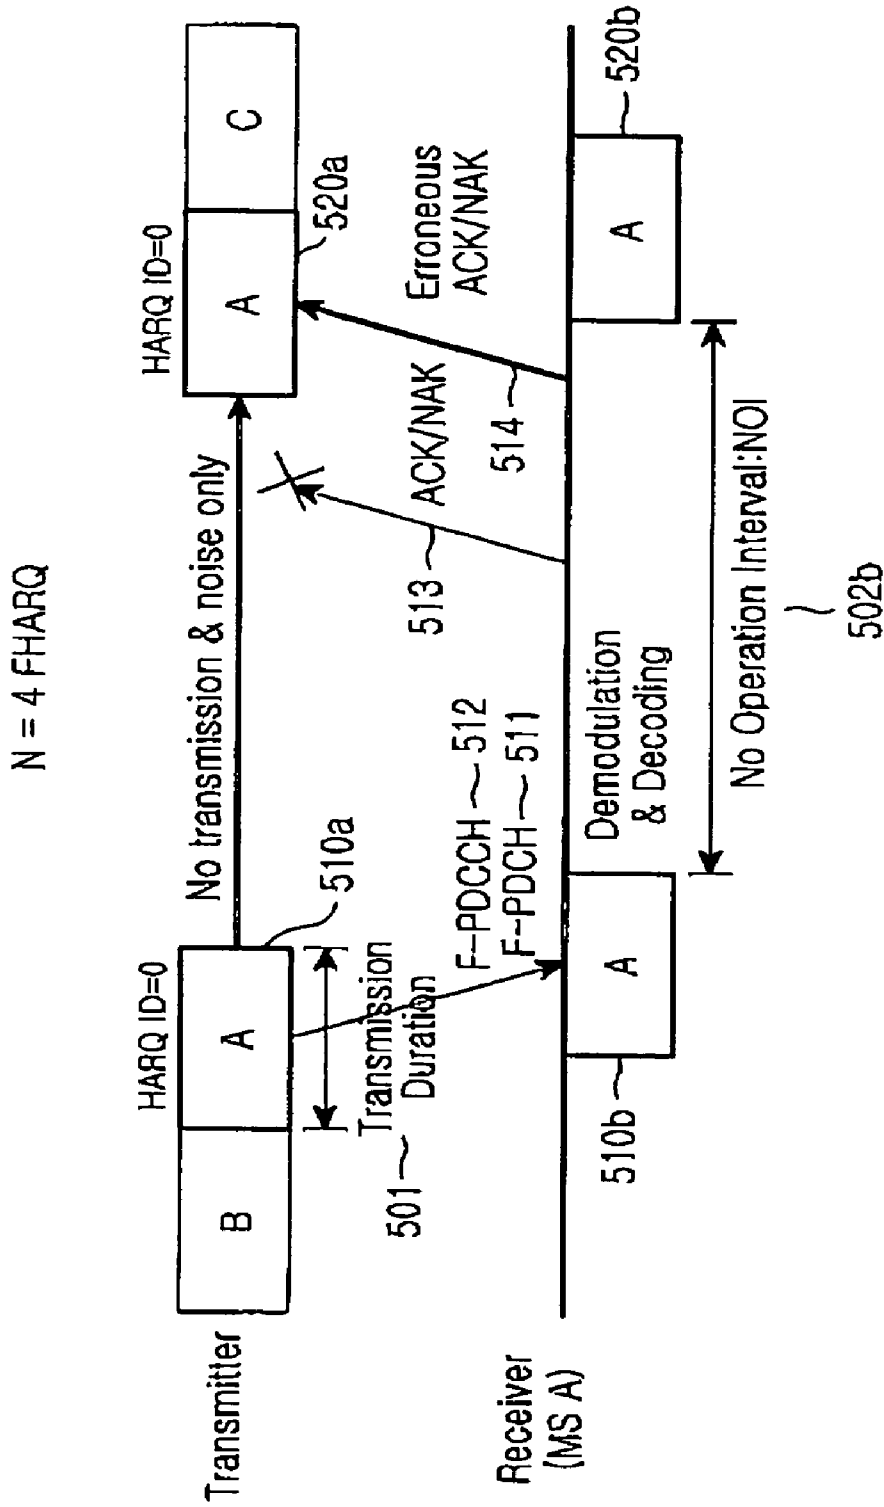 N = 4 FHARQ
Transmitter
B
HARQ ID=0
A
510a
No transmission & noise only
HARQ ID=0
A
520a
C
Transmission
Duration
501
F-PDCCH
512
F-PDCH
511
ACK/NAK
513
Erroneous
ACK/NAK
514
Receiver
(MS A)
510b
A
Demodulation
& Decoding
A
520b
No Operation Interval:NOI
502b